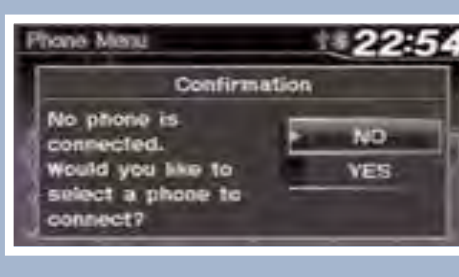 Phone Menu 22:54
Confirmation
No phone is
connected.
Would you like to
select a phone to
connect?
NO
YES